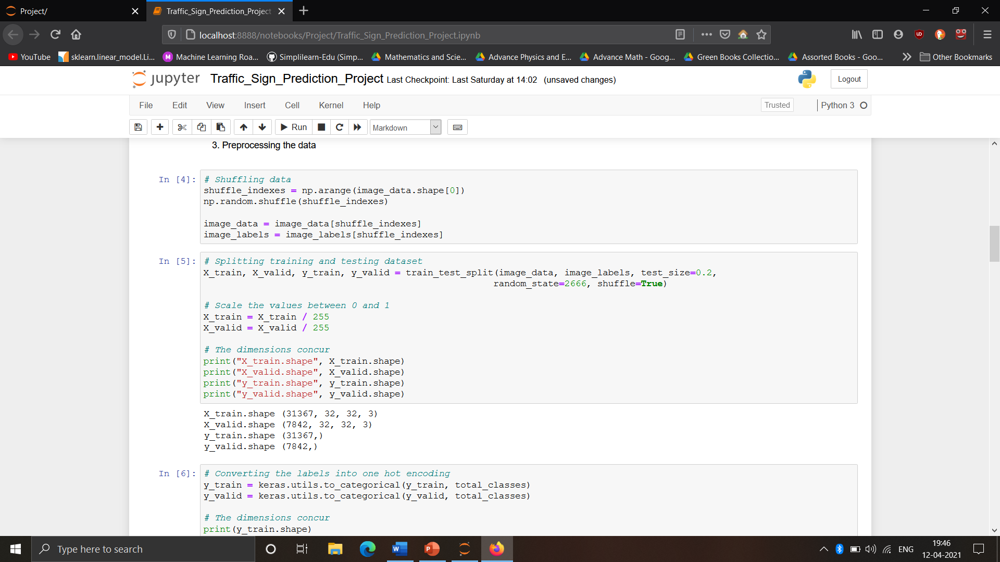 Project/
Traffic_Sign_Prediction_Project
localhost:8888/notebooks/Project/Traffic_Sign_Prediction_Project.ipynb
YouTube sklearn.linear_model.Li... Machine Learning Roa... Simplilearn-Edu (Simp... Mathematics and Scie... Advance Physics and E... Advance Math - Goog... Green Books Collectio... Assorted Books - Goo... Other Bookmarks
jupyter Traffic_Sign_Prediction_Project Last Checkpoint: Last Saturday at 14:02 (unsaved changes) Logout
File Edit View Insert Cell Kernel Help Trusted Python 3
Run Markdown
3. Preprocessing the data
In [4]: # Shuffling data
shuffle_indexes = np.arange(image_data.shape[0])
np.random.shuffle(shuffle_indexes)
image_data = image_data[shuffle_indexes]
image_labels = image_labels[shuffle_indexes]
In [5]: # Splitting training and testing dataset
X_train, X_valid, y_train, y_valid = train_test_split(image_data, image_labels, test_size=0.2,
random_state=2666, shuffle=True)
# Scale the values between 0 and 1
X_train = X_train / 255
X_valid = X_valid / 255
# The dimensions concur
print("X_train.shape", X_train.shape)
print("X_valid.shape", X_valid.shape)
print("y_train.shape", y_train.shape)
print("y_valid.shape", y_valid.shape)
X_train.shape (31367, 32, 32, 3)
X_valid.shape (7842, 32, 32, 3)
y_train.shape (31367,)
y_valid.shape (7842,)
In [6]: # Converting the labels into one hot encoding
y_train = keras.utils.to_categorical(y_train, total_classes)
y_valid = keras.utils.to_categorical(y_valid, total_classes)
# The dimensions concur
print(y_train.shape)
Type here to search
ENG
19:46
12-04-2021